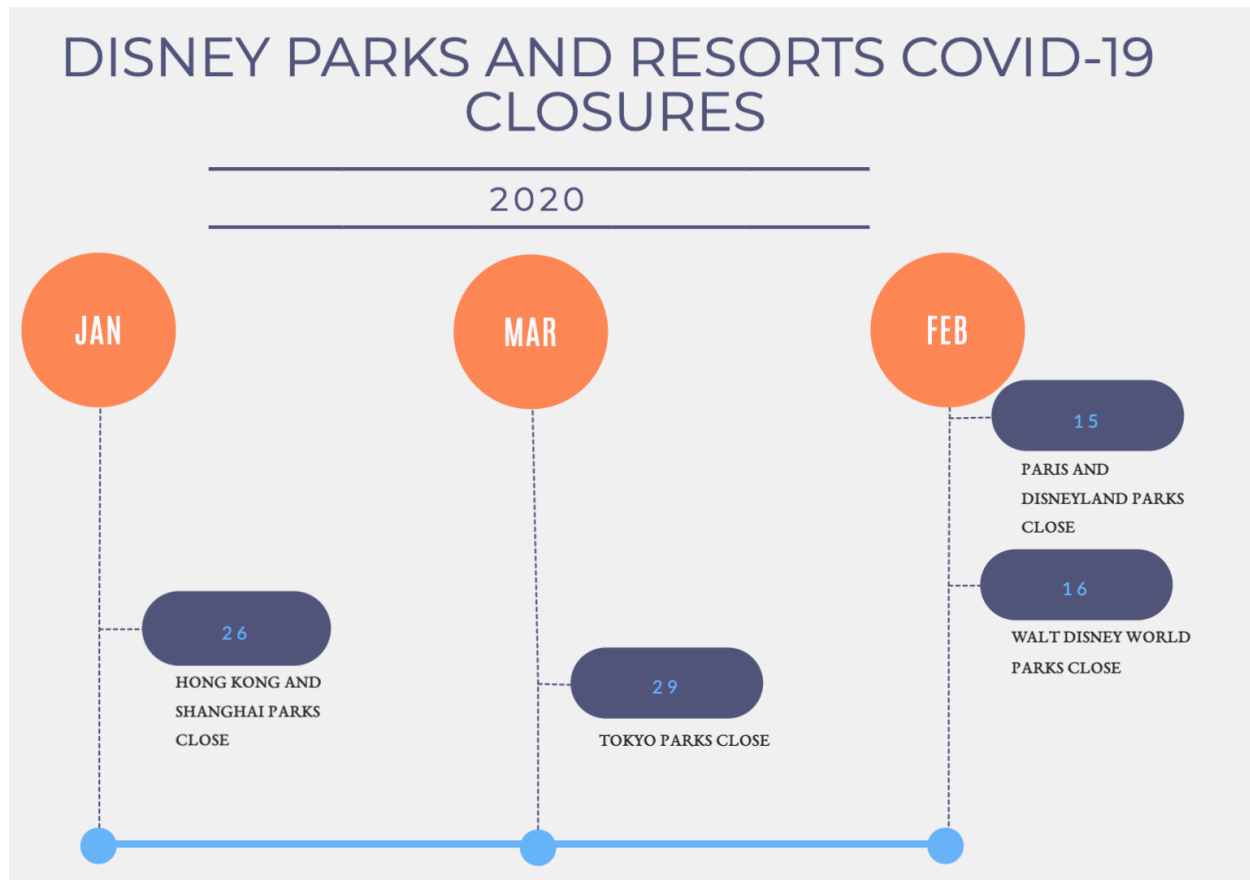 DISNEY PARKS AND RESORTS COVID-19
CLOSURES
2020
JAN
26
HONG KONG AND
SHANGHAI PARKS
CLOSE
MAR
29
TOKYO PARKS CLOSE
FEB
15
PARIS AND
DISNEYLAND PARKS
CLOSE
16
WALT DISNEY WORLD
PARKS CLOSE